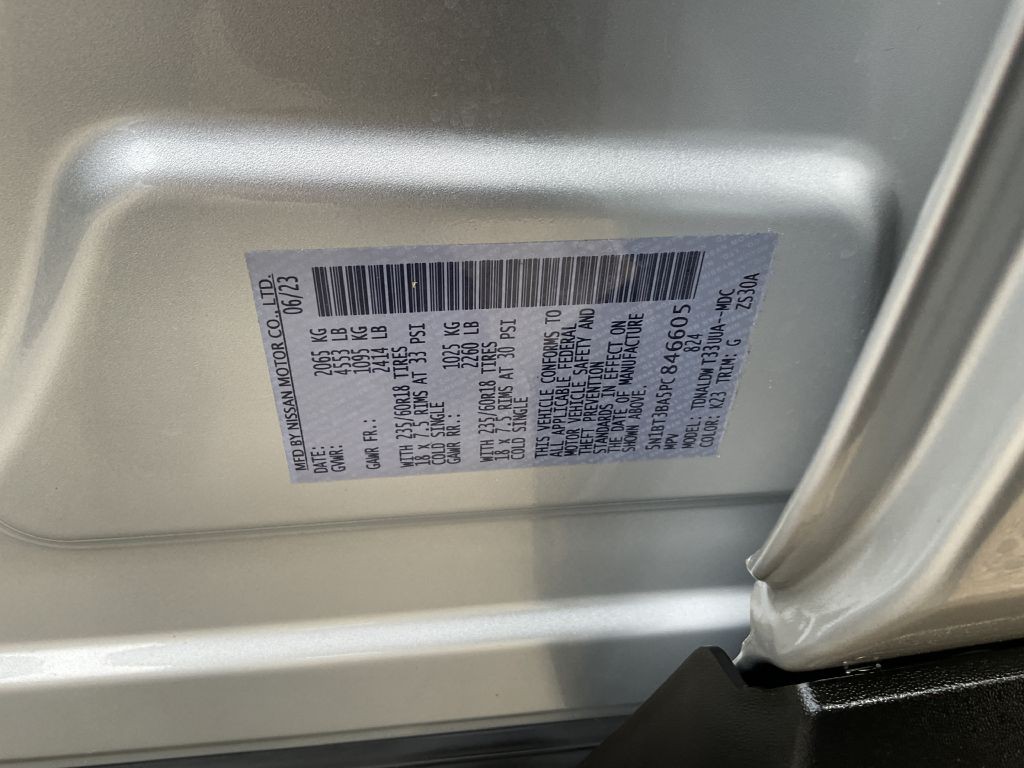 MFD BY NISSAN MOTOR CO., LTD.
DATE: 06/23
GVWR: 2065 KG
4553 LB
GAWR FR.: 1095 KG
2414 LB
WITH 235/60R18 TIRES
18 X 7.5 RIMS AT 33 PSI
COLD SINGLE
GAWR RR.: 1025 KG
2260 LB
WITH 235/60R18 TIRES
18 X 7.5 RIMS AT 30 PSI
COLD SINGLE
THIS VEHICLE CONFORMS TO
ALL APPLICABLE FEDERAL
MOTOR VEHICLE SAFETY AND
THEFT PREVENTION
STANDARDS IN EFFECT ON
THE DATE OF MANUFACTURE
SHOWN ABOVE.
5N1BT3BA5PC846605
MPV 824
MODEL: TDNALDW T33UUA--MDC
COLOR: K23 TRIM: G ZS30A